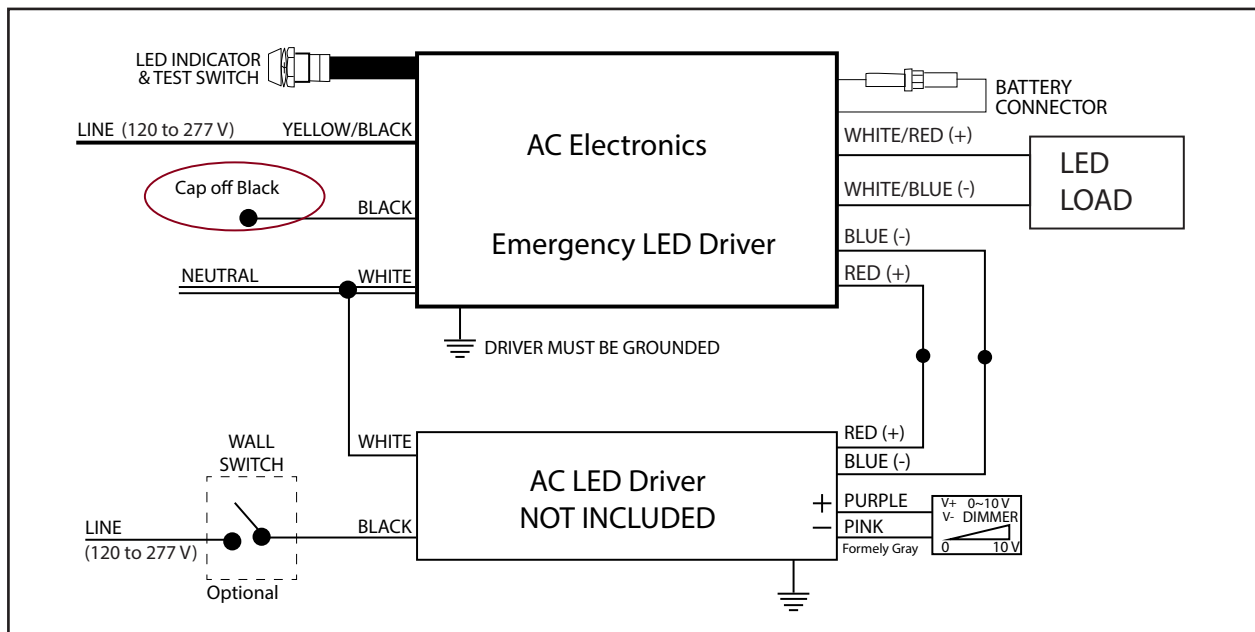 LED INDICATOR
& TEST SWITCH
BATTERY
CONNECTOR
LINE (120 to 277 V)
YELLOW/BLACK
AC Electronics
WHITE/RED (+)
LED
LOAD
Cap off Black
WHITE/BLUE (-)
BLACK
Emergency LED Driver
BLUE (-)
NEUTRAL
WHITE
RED (+)
DRIVER MUST BE GROUNDED
WALL
SWITCH
WHITE
RED (+)
BLUE (-)
AC LED Driver
NOT INCLUDED
+ PURPLE
− PINK
Formely Gray
V+ 0~10 V
V- DIMMER
0 10 V
LINE
(120 to 277 V)
BLACK
Optional